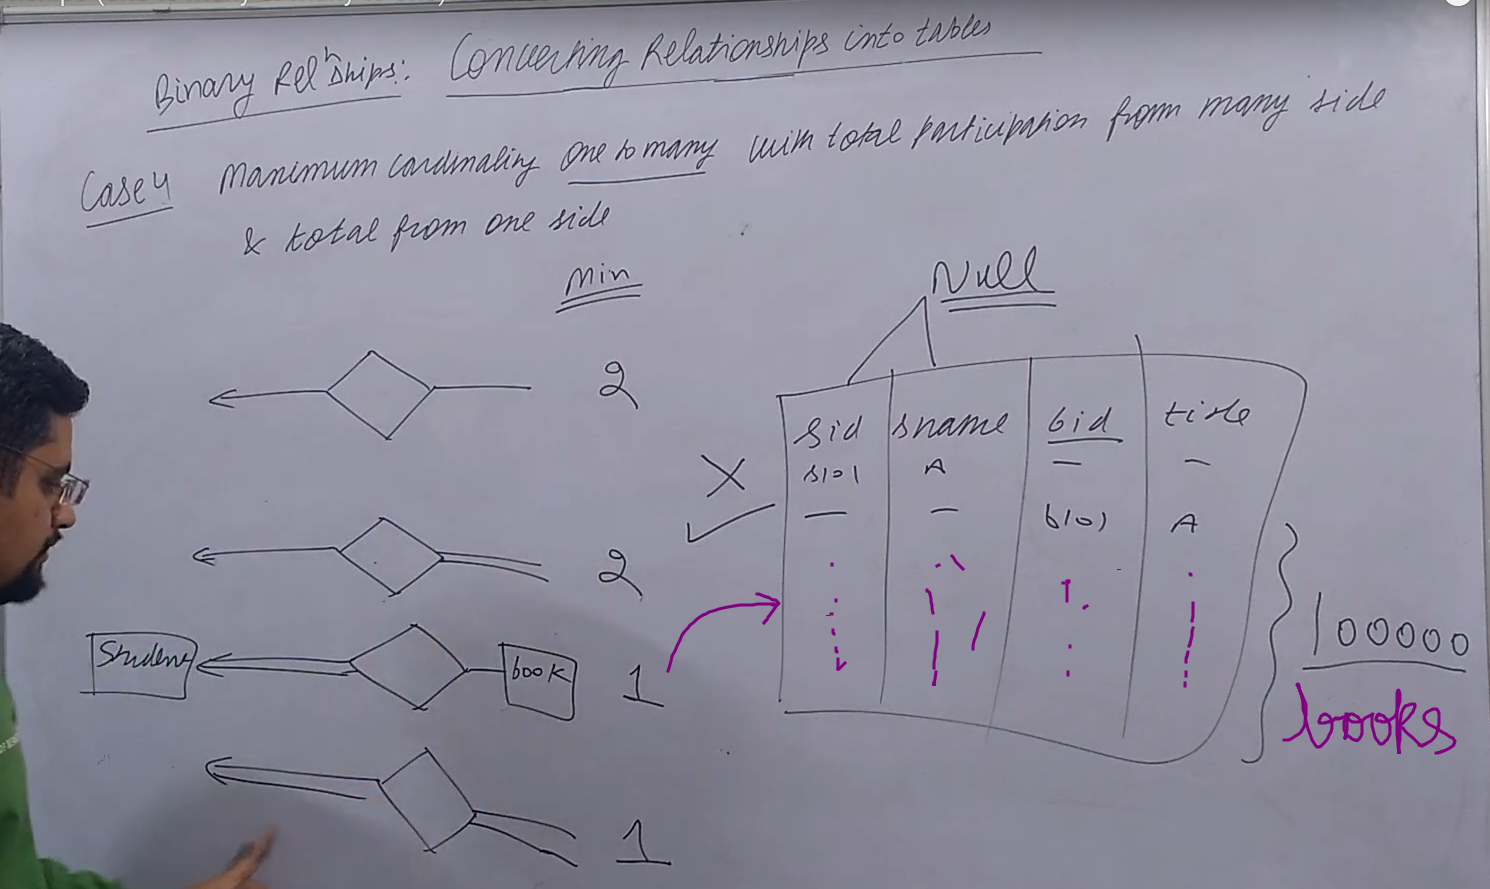 Binary Relnships: Converting Relationships into tables
Case 4 Maximum cardinality one to many with total participation from many side
& total from one side
Min
Null
2
sid sname bid title
s101 A — —
— — b101 A
2
100000
books
Student book 1
1